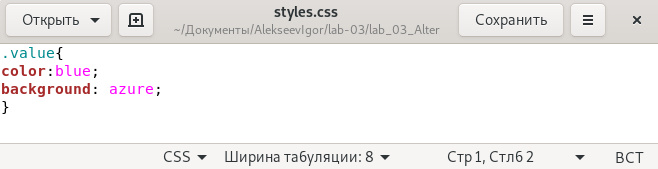 Открыть
styles.css
~/Документы/AlekseevIgor/lab-03/lab_03_Alter
Сохранить
.value{
color:blue;
background: azure;
}
CSS
Ширина табуляции: 8
Стр 1, Стлб 2
ВСТ